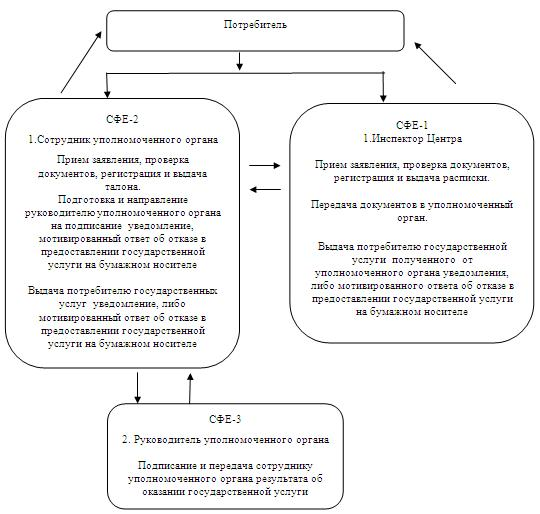 Потребитель
СФЕ-2
1.Сотрудник уполномоченного органа
Прием заявления, проверка
документов, регистрация и выдача
талона.
Подготовка и направление
руководителю уполномоченного органа
на подписание уведомление,
мотивированный ответ об отказе в
предоставлении государственной
услуги на бумажном носителе
Выдача потребителю государственных
услуг уведомление, либо
мотивированный ответ об отказе в
предоставлении государственной
услуги на бумажном носителе
СФЕ-1
1.Инспектор Центра
Прием заявления, проверка документов,
регистрация и выдача расписки.
Передача документов в уполномоченный
орган.
Выдача потребителю государственной
услуги полученного от
уполномоченного органа уведомления,
либо мотивированного ответа об отказе в
предоставлении государственной услуги
на бумажном носителе
СФЕ-3
2. Руководитель уполномоченного органа
Подписание и передача сотруднику
уполномоченного органа результата об
оказании государственной услуги